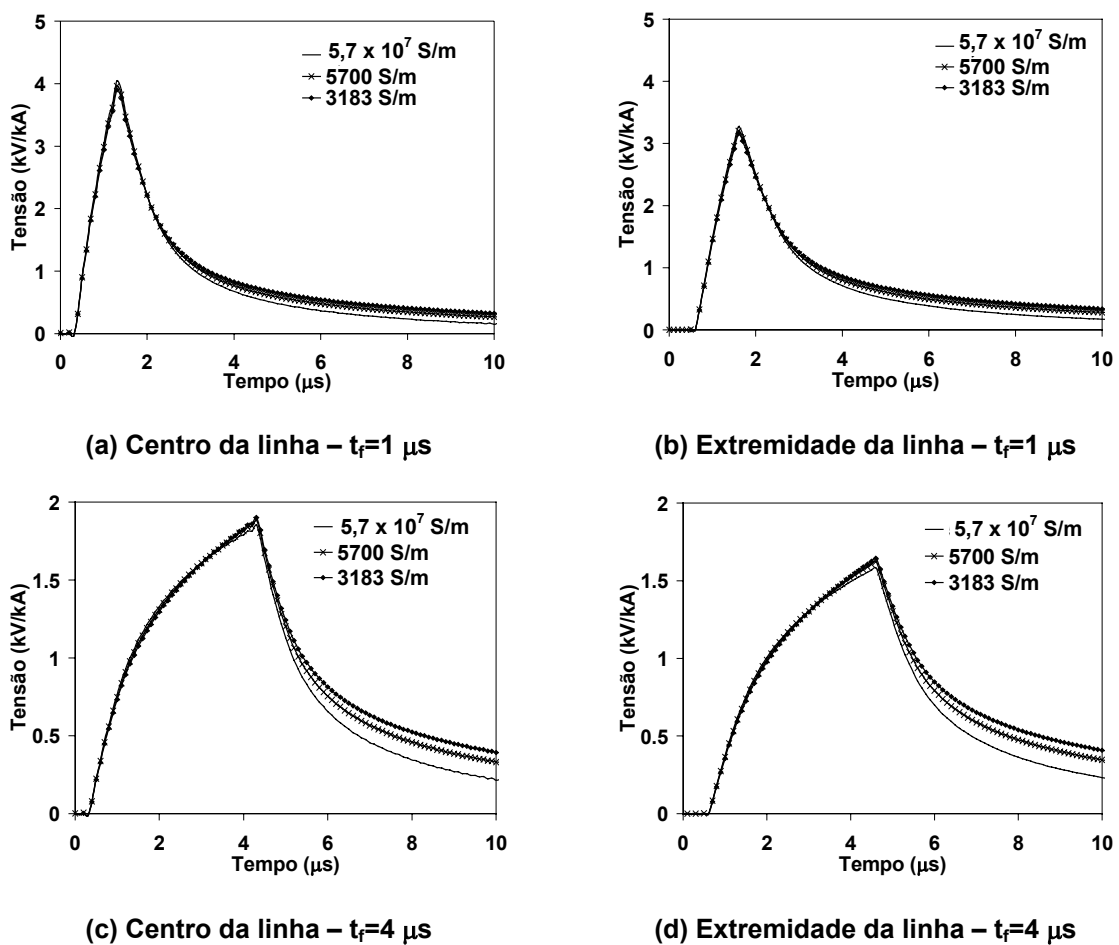 5
4
3
2
1
0
Tensão (kV/kA)
5,7 x 10⁷ S/m
5700 S/m
3183 S/m
0 2 4 6 8 10
Tempo (μs)
(a) Centro da linha – tf=1 μs
5
4
3
2
1
0
Tensão (kV/kA)
5,7 x 10⁷ S/m
5700 S/m
3183 S/m
0 2 4 6 8 10
Tempo (μs)
(b) Extremidade da linha – tf=1 μs
2
1.5
1
0.5
0
Tensão (kV/kA)
5,7 x 10⁷ S/m
5700 S/m
3183 S/m
0 2 4 6 8 10
Tempo (μs)
(c) Centro da linha – tf=4 μs
2
1.5
1
0.5
0
Tensão (kV/kA)
5,7 x 10⁷ S/m
5700 S/m
3183 S/m
0 2 4 6 8 10
Tempo (μs)
(d) Extremidade da linha – tf=4 μs